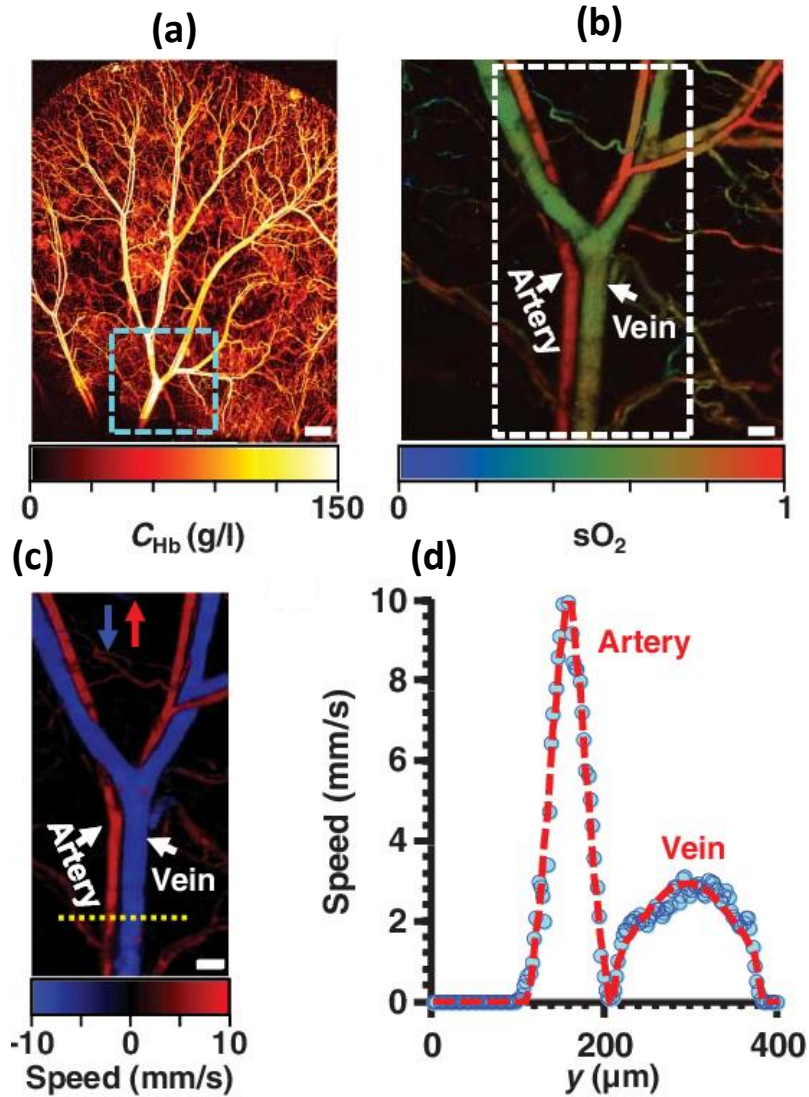 (a)
(b)
Artery
Vein
0
150
C_Hb (g/l)
0
1
sO₂
(c)
(d)
Artery
Vein
-10
0
10
Speed (mm/s)
10
8
6
4
2
0
Speed (mm/s)
Artery
Vein
0
200
400
y (μm)